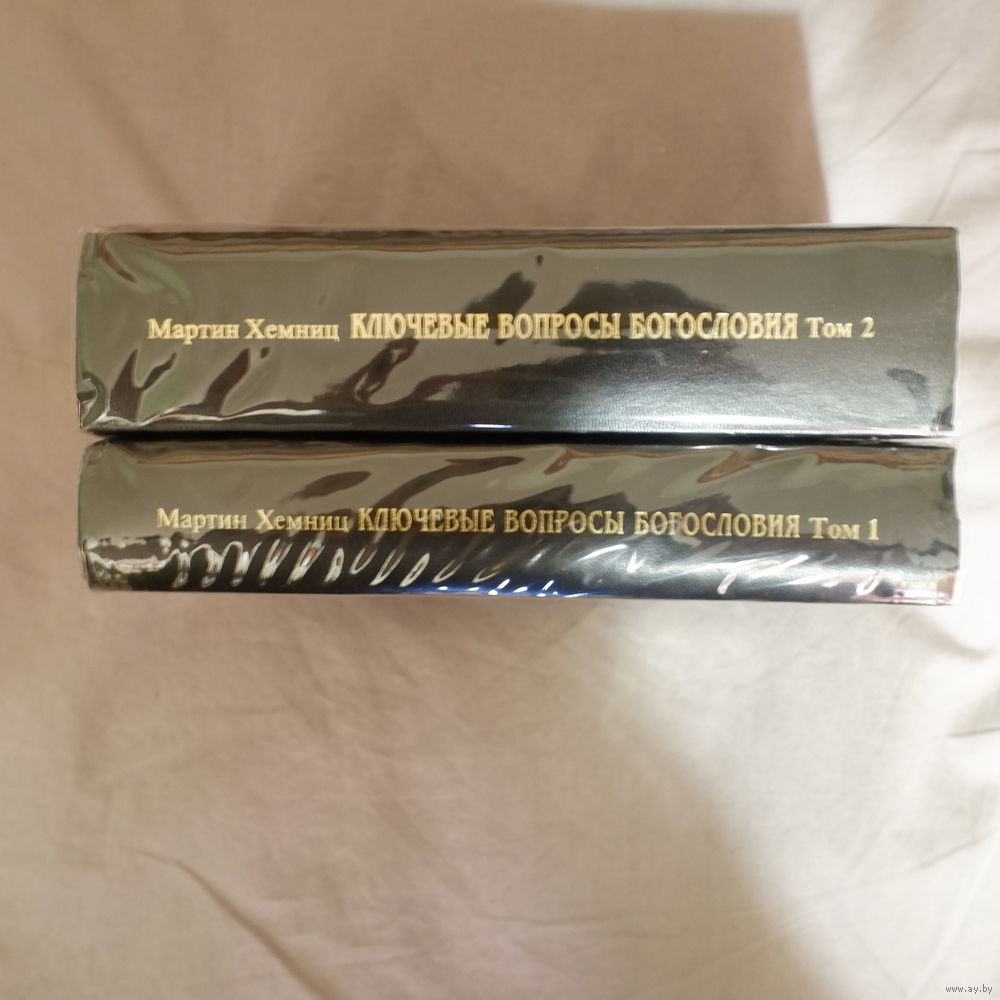 Мартин Хемниц КЛЮЧЕВЫЕ ВОПРОСЫ БОГОСЛОВИЯ Том 2
Мартин Хемниц КЛЮЧЕВЫЕ ВОПРОСЫ БОГОСЛОВИЯ Том 1
www.ay.by